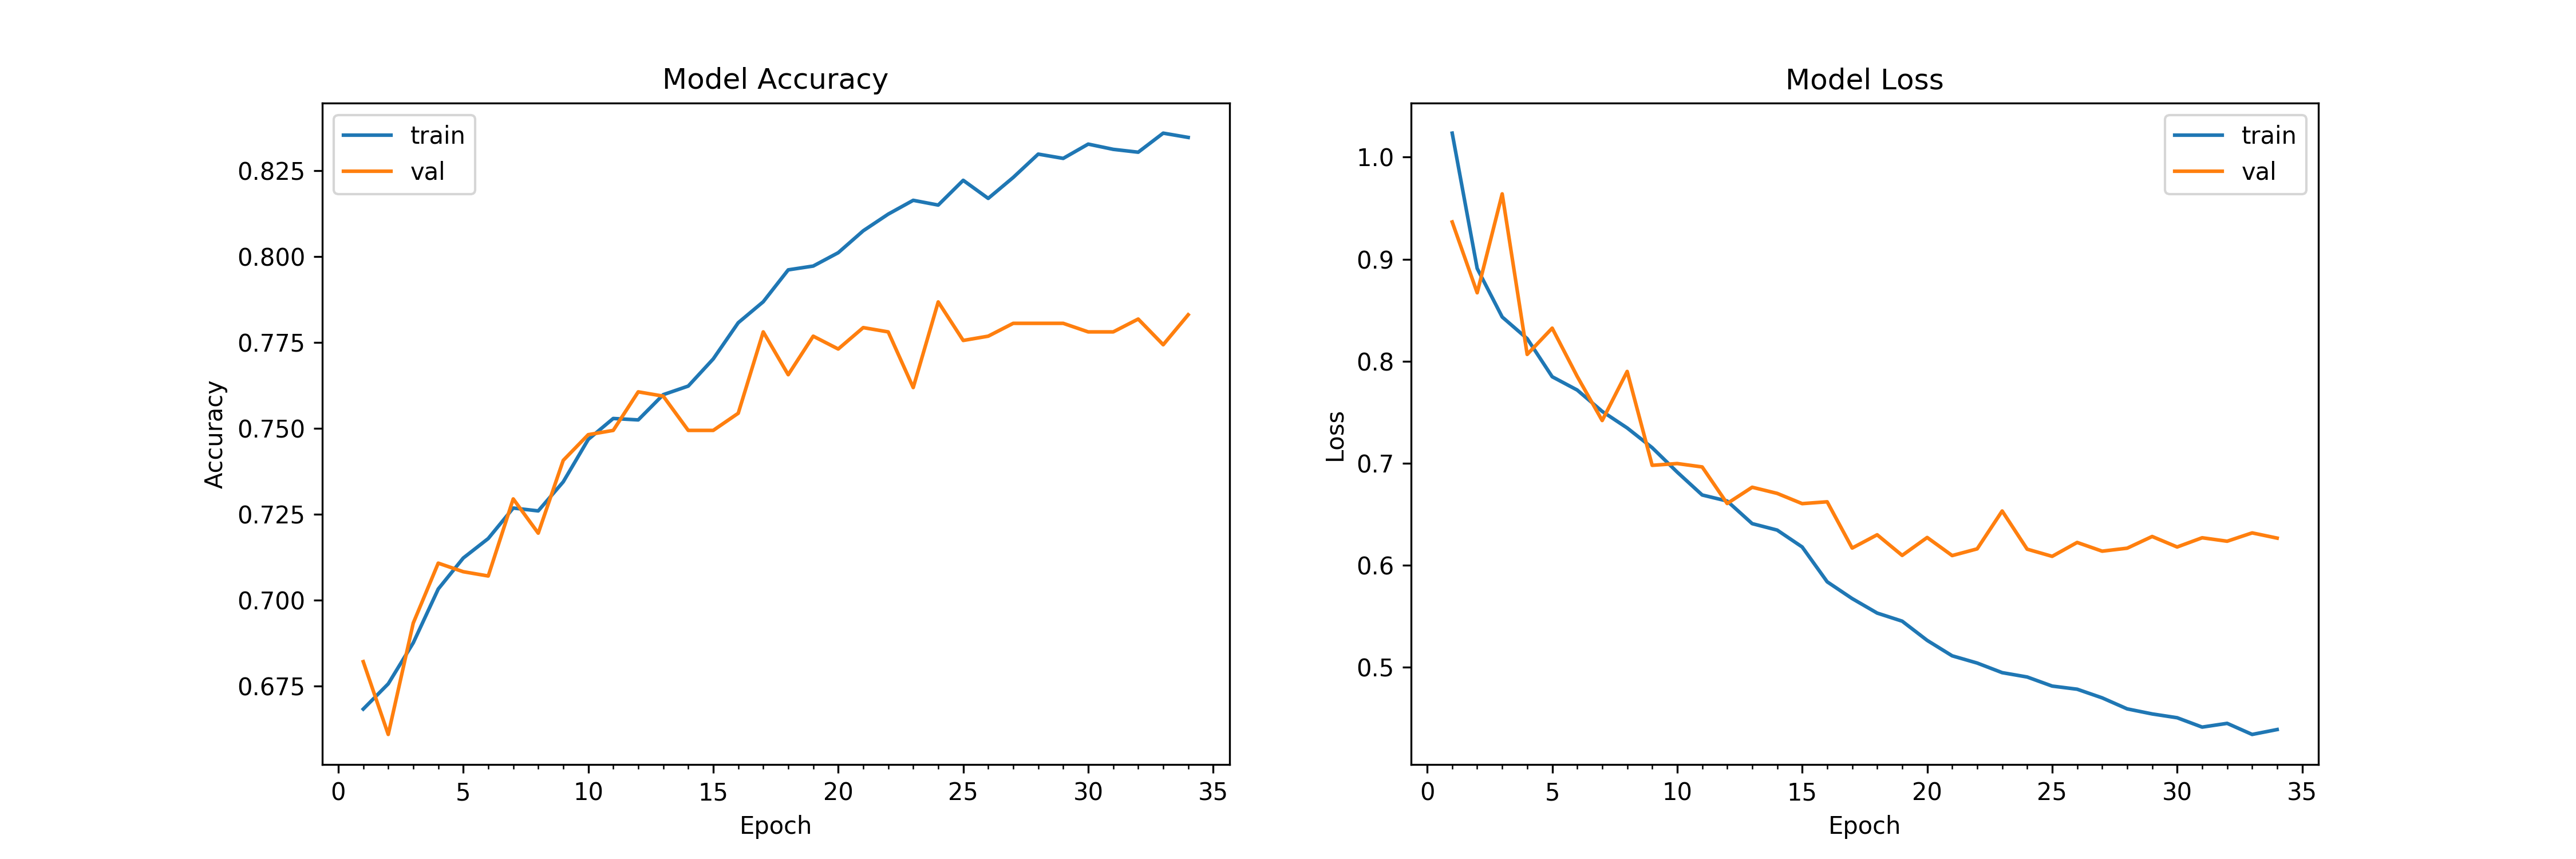 Model Accuracy
train
val
0.825
0.800
0.775
0.750
0.725
0.700
0.675
Accuracy
0 5 10 15 20 25 30 35
Epoch
Model Loss
train
val
1.0
0.9
0.8
0.7
0.6
0.5
Loss
0 5 10 15 20 25 30 35
Epoch